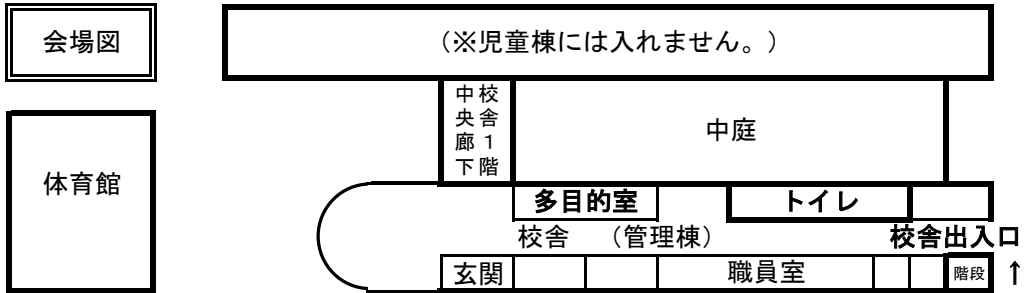 会場図
(※児童棟には入れません。)
校舎1階
中央廊下
中庭
体育館
多目的室
トイレ
校舎 (管理棟)
校舎出入口
玄関
職員室
階段
↑